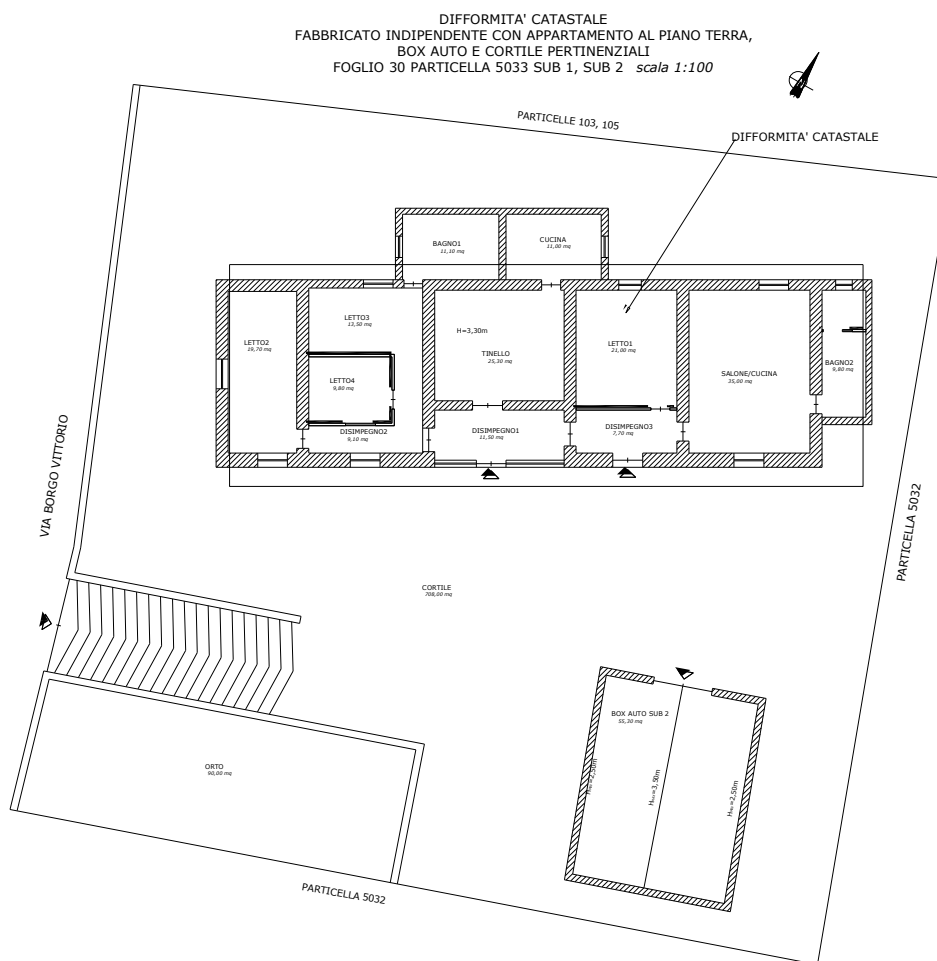 DIFFORMITA' CATASTALE
FABBRICATO INDIPENDENTE CON APPARTAMENTO AL PIANO TERRA,
BOX AUTO E CORTILE PERTINENZIALI
FOGLIO 30 PARTICELLA 5033 SUB 1, SUB 2 scala 1:100
PARTICELLE 103, 105
DIFFORMITA' CATASTALE
BAGNO1
11,10 mq
CUCINA
11,00 mq
LETTO2
19,70 mq
LETTO3
13,50 mq
H=3,30m
TINELLO
25,30 mq
LETTO1
21,00 mq
SALONE/CUCINA
35,00 mq
BAGNO2
9,80 mq
LETTO4
9,80 mq
DISIMPEGNO2
9,10 mq
DISIMPEGNO1
11,50 mq
DISIMPEGNO3
7,70 mq
VIA BORGO VITTORIO
PARTICELLA 5032
CORTILE
708,00 mq
BOX AUTO SUB 2
55,30 mq
ORTO
90,00 mq
=2,50m
=3,50m
=2,50m
PARTICELLA 5032